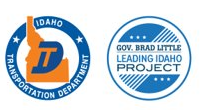 IDAHO
TRANSPORTATION DEPARTMENT
GOV. BRAD LITTLE
LEADING IDAHO
PROJECT